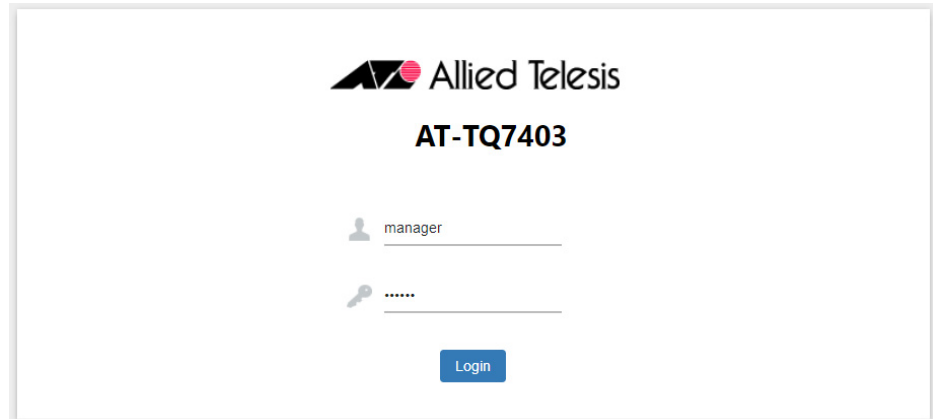 Allied Telesis
AT-TQ7403
manager
••••••
Login